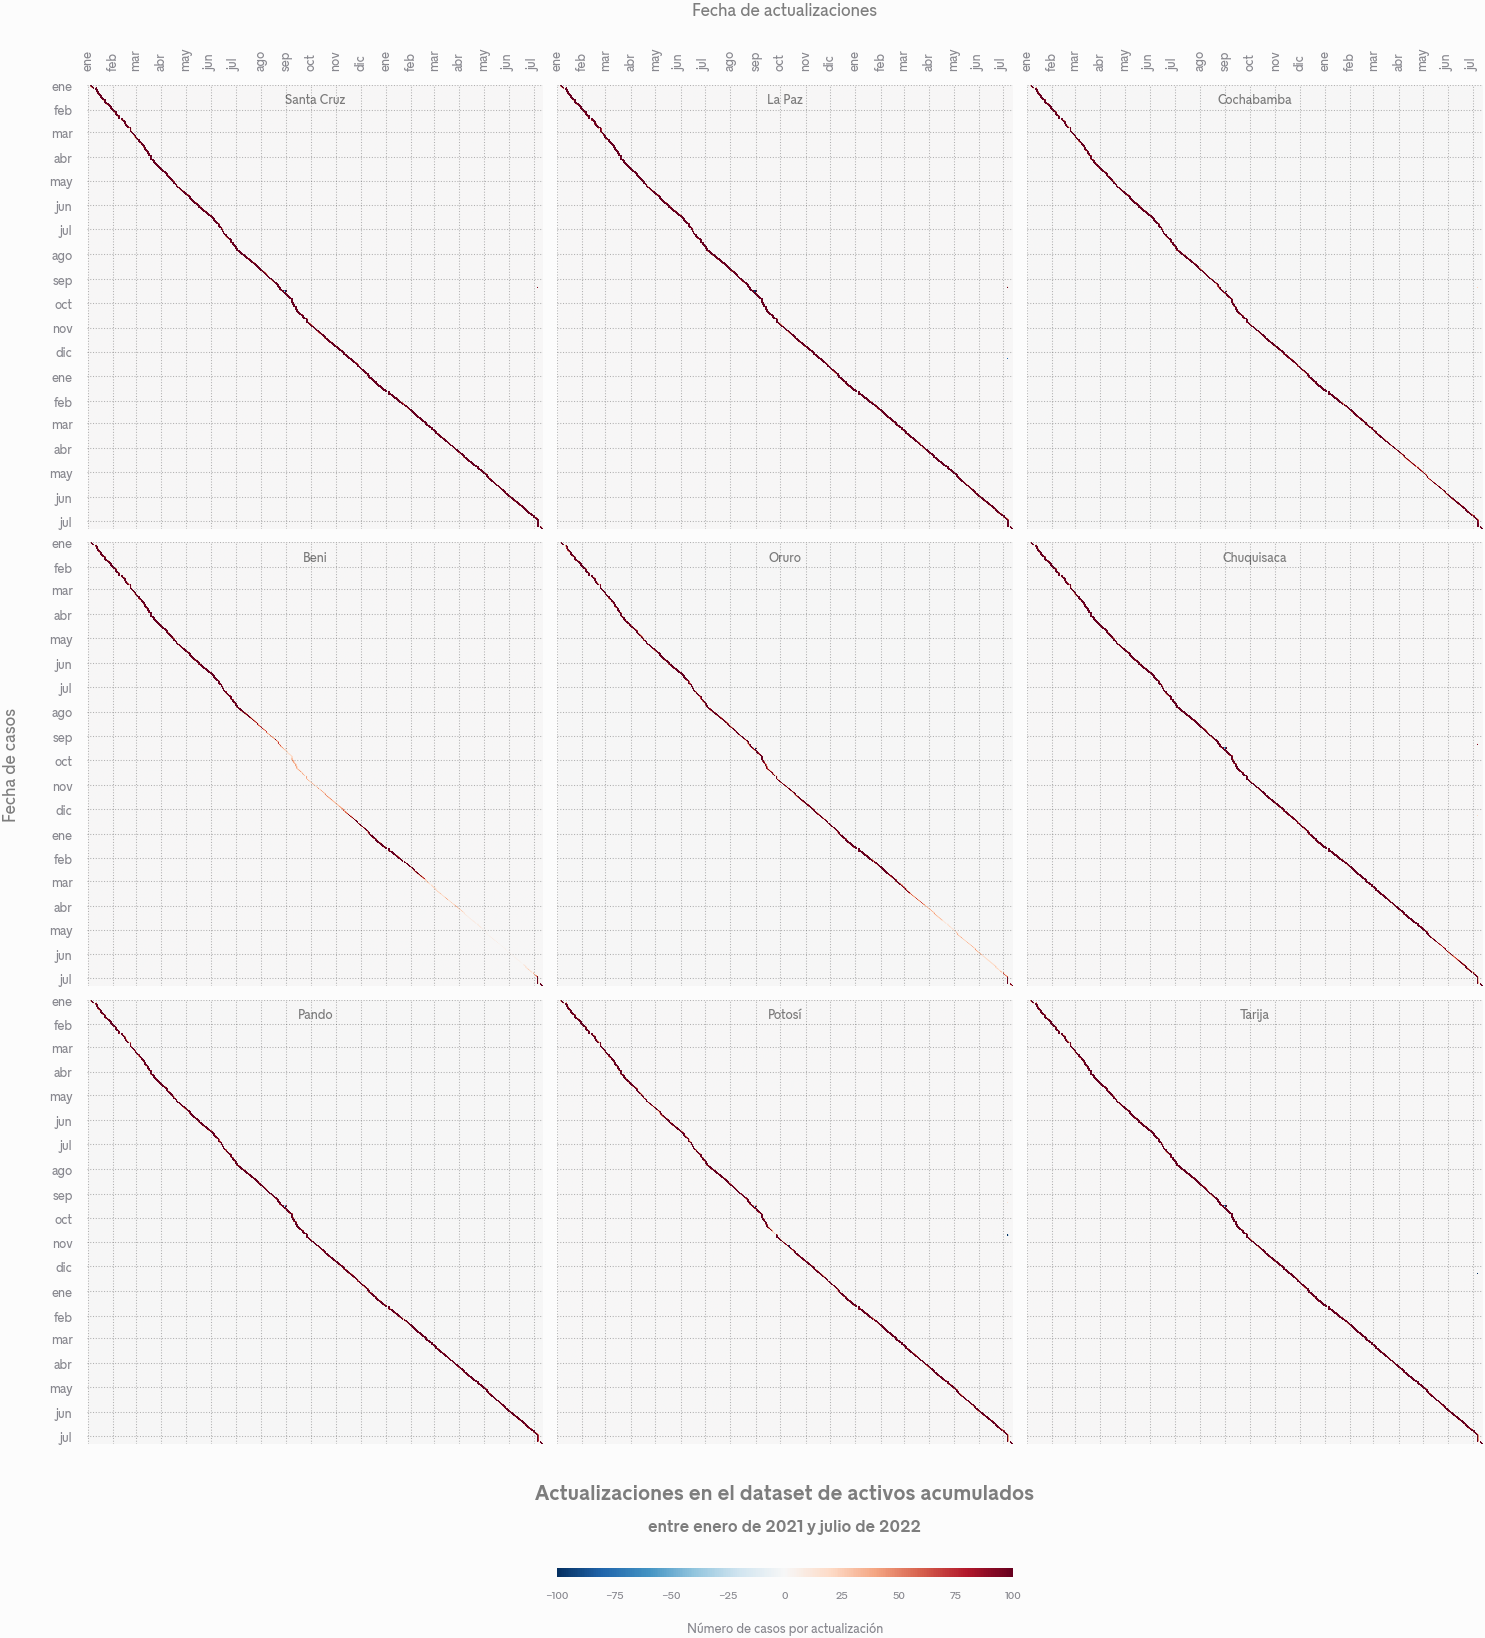 Fecha de actualizaciones
ene feb mar abr may jun jul ago sep oct nov dic ene feb mar abr may jun jul
ene feb mar abr may jun jul ago sep oct nov dic ene feb mar abr may jun jul
ene feb mar abr may jun jul ago sep oct nov dic ene feb mar abr may jun jul
Fecha de casos
ene
feb
mar
abr
may
jun
jul
ago
sep
oct
nov
dic
ene
feb
mar
abr
may
jun
jul
Santa Cruz
La Paz
Cochabamba
ene
feb
mar
abr
may
jun
jul
ago
sep
oct
nov
dic
ene
feb
mar
abr
may
jun
jul
Beni
Oruro
Chuquisaca
ene
feb
mar
abr
may
jun
jul
ago
sep
oct
nov
dic
ene
feb
mar
abr
may
jun
jul
Pando
Potosí
Tarija
Actualizaciones en el dataset de activos acumulados
entre enero de 2021 y julio de 2022
−100 −75 −50 −25 0 25 50 75 100
Número de casos por actualización